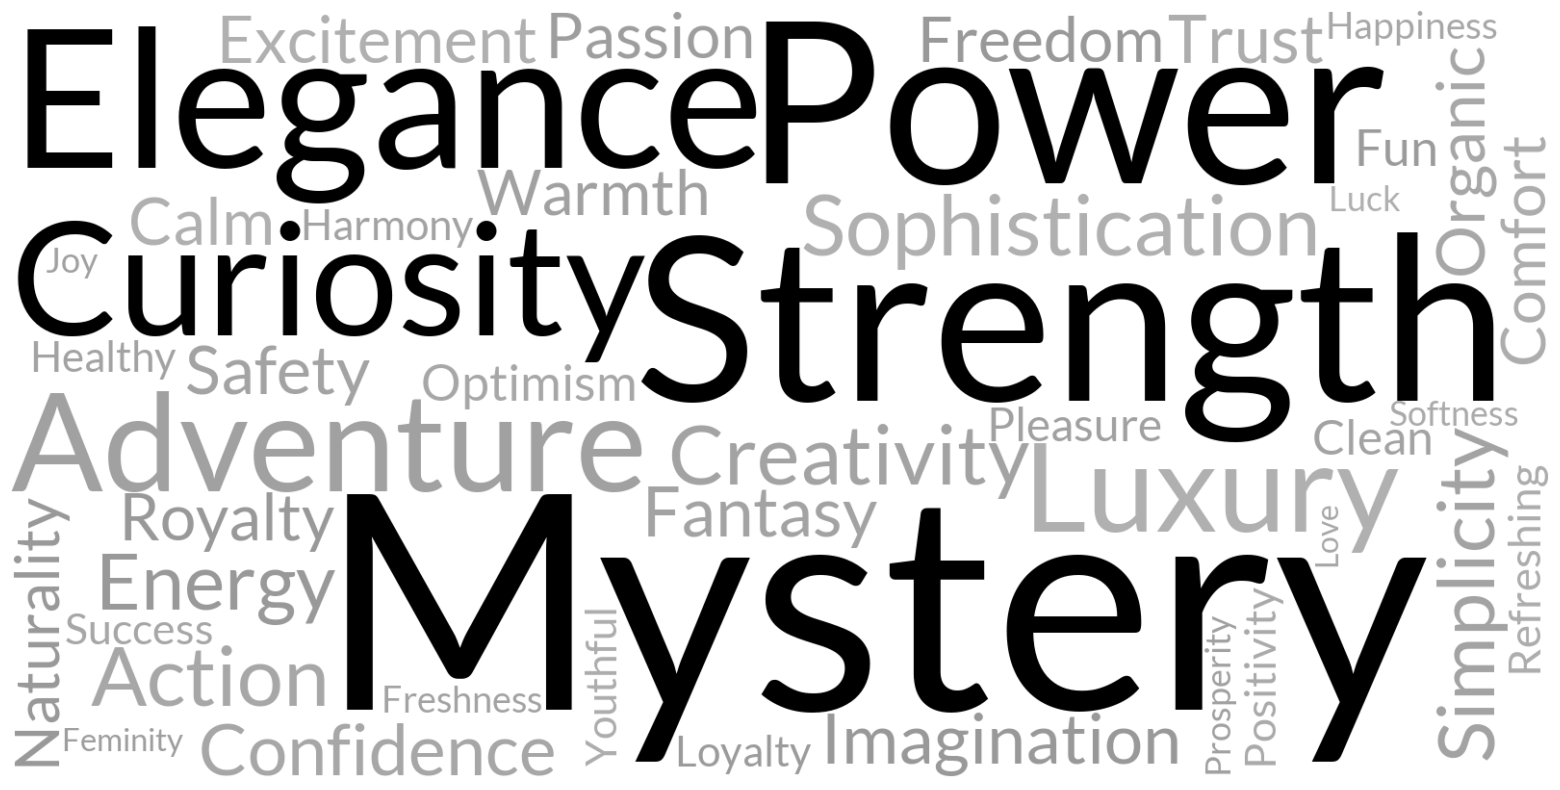 Excitement
Passion
Freedom
Trust
Happiness
Elegance
Power
Organic
Fun
Comfort
Warmth
Calm
Harmony
Sophistication
Luck
Joy
Curiosity
Strength
Healthy
Safety
Optimism
Adventure
Creativity
Pleasure
Clean
Softness
Luxury
Simplicity
Royalty
Fantasy
Love
Refreshing
Naturality
Energy
Mystery
Success
Youthful
Prosperity
Positivity
Action
Freshness
Feminity
Confidence
Loyalty
Imagination